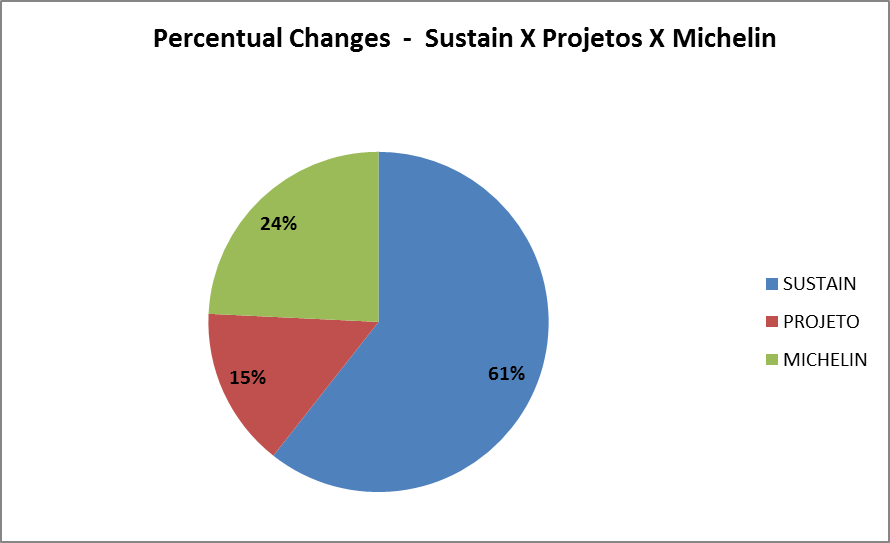 Percentual Changes - Sustain X Projetos X Michelin
24%
15%
61%
SUSTAIN
PROJETO
MICHELIN